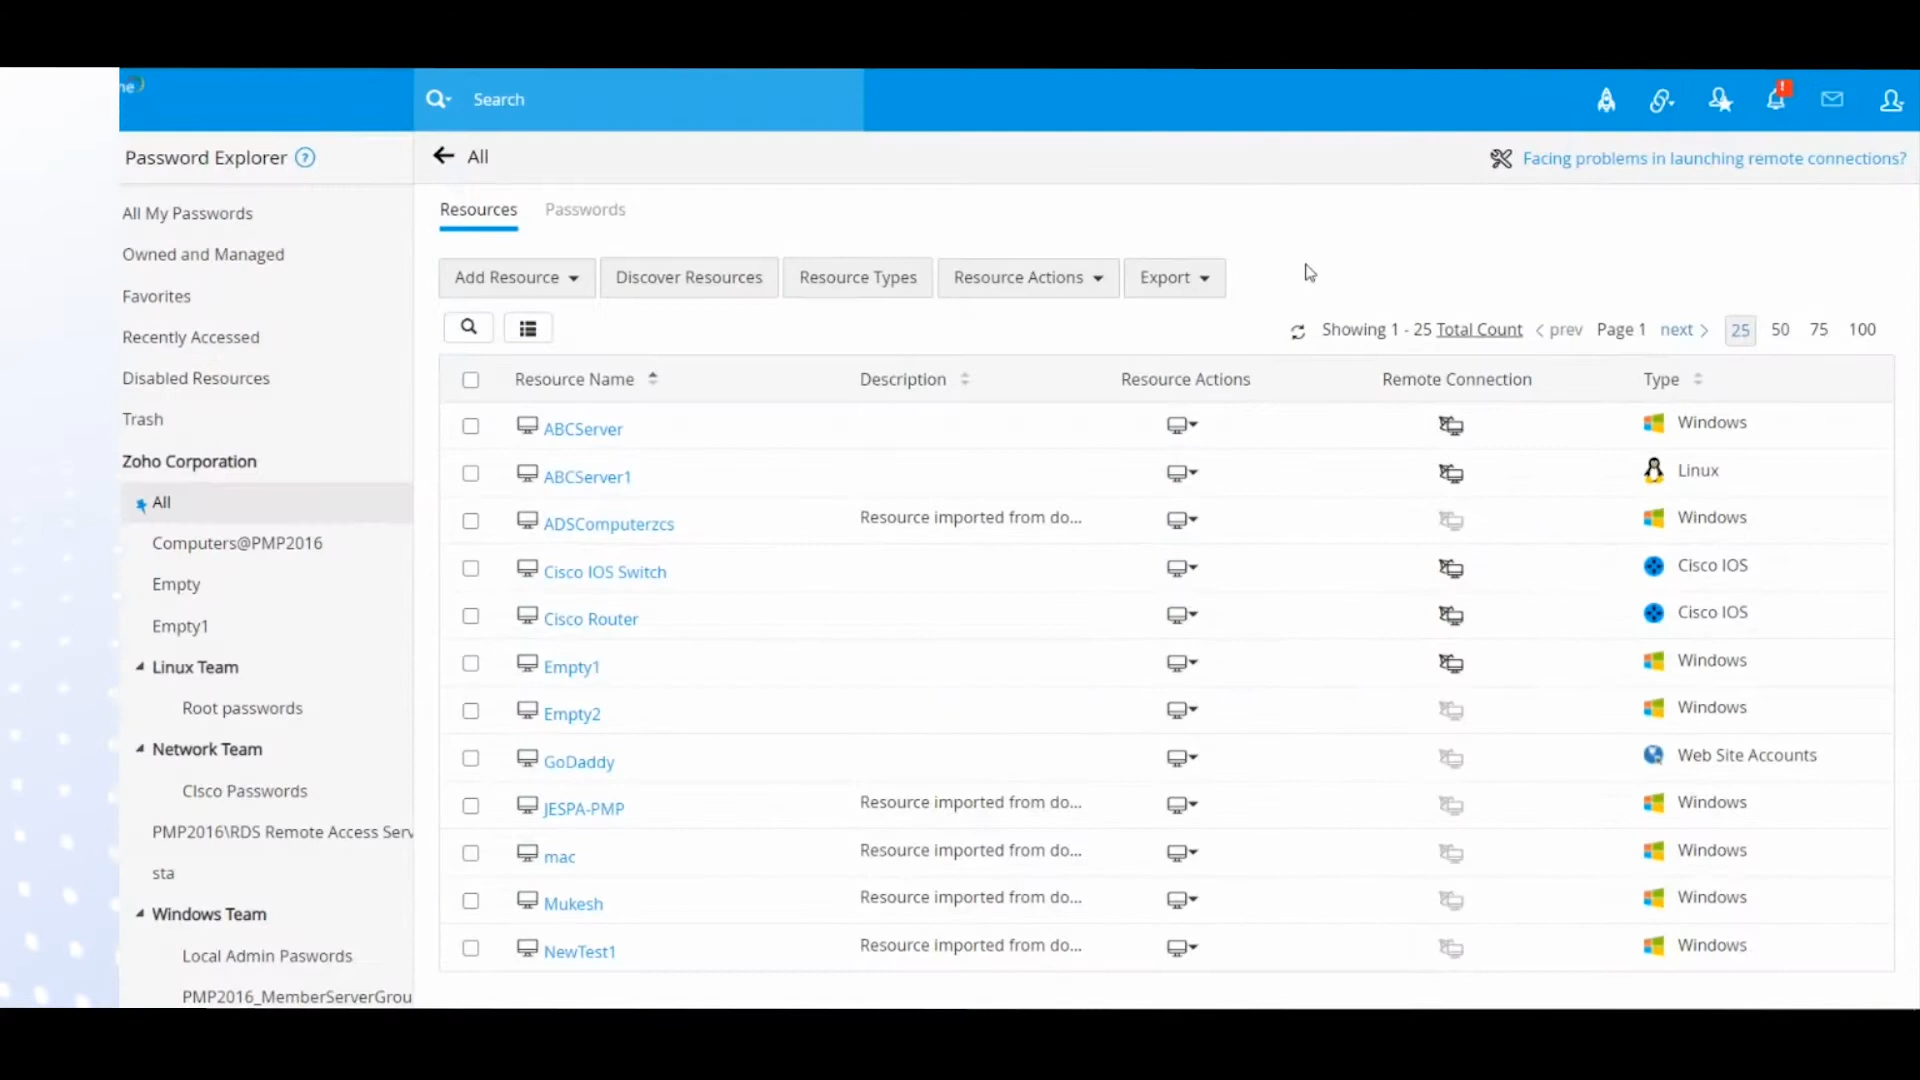 ne
Search
!
Password Explorer ?
All
Facing problems in launching remote connections?
All My Passwords
Owned and Managed
Favorites
Recently Accessed
Disabled Resources
Trash
Zoho Corporation
All
Computers@PMP2016
Empty
Empty1
Linux Team
Root passwords
Network Team
CIsco Passwords
PMP2016\RDS Remote Access Serv
sta
Windows Team
Local Admin Paswords
PMP2016_MemberServerGrou
Resources Passwords
Add Resource Discover Resources Resource Types Resource Actions Export
Showing 1 - 25 Total Count < prev Page 1 next > 25 50 75 100
Resource Name Description Resource Actions Remote Connection Type
ABCServer Windows
ABCServer1 Linux
ADSComputerzcs Resource imported from do... Windows
Cisco IOS Switch Cisco IOS
Cisco Router Cisco IOS
Empty1 Windows
Empty2 Windows
GoDaddy Web Site Accounts
JESPA-PMP Resource imported from do... Windows
mac Resource imported from do... Windows
Mukesh Resource imported from do... Windows
NewTest1 Resource imported from do... Windows